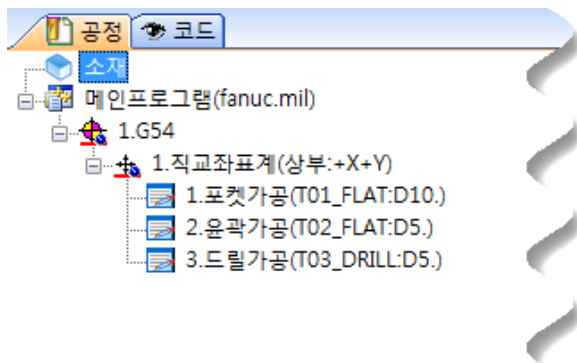 공정 코드
소재
메인프로그램(fanuc.mil)
1.G54
1.직교좌표계(상부:+X+Y)
1.포켓가공(T01_FLAT:D10.)
2.윤곽가공(T02_FLAT:D5.)
3.드릴가공(T03_DRILL:D5.)